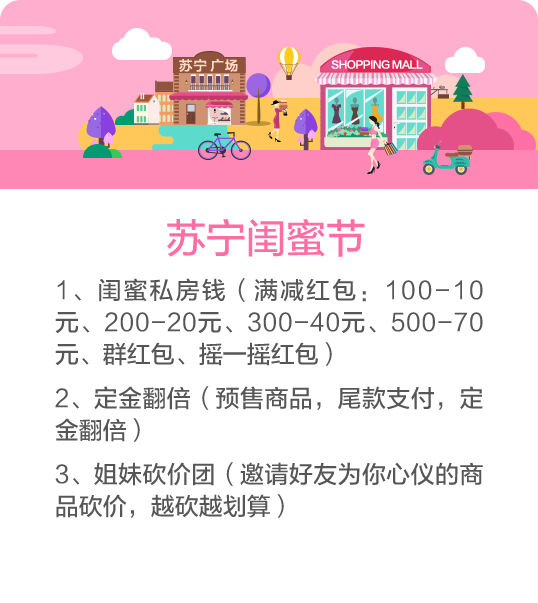 苏宁广场
SHOPPING MALL
苏宁闺蜜节
1、闺蜜私房钱（满减红包：100-10
元、200-20元、300-40元、500-70
元、群红包、摇一摇红包）
2、定金翻倍（预售商品，尾款支付，定
金翻倍）
3、姐妹砍价团（邀请好友为你心仪的商
品砍价，越砍越划算）